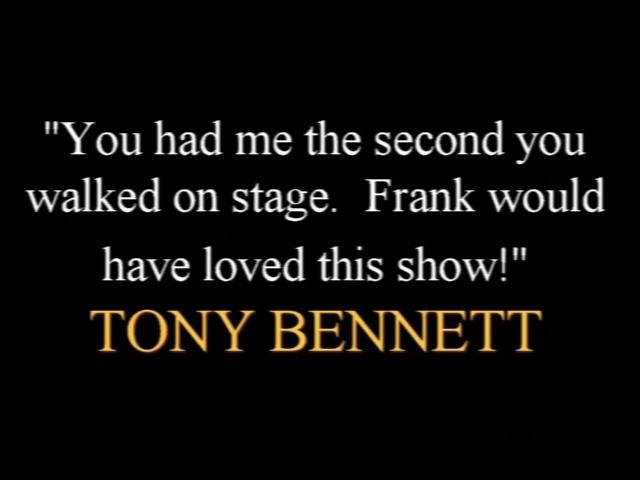 "You had me the second you
walked on stage.  Frank would
have loved this show!"
TONY BENNETT